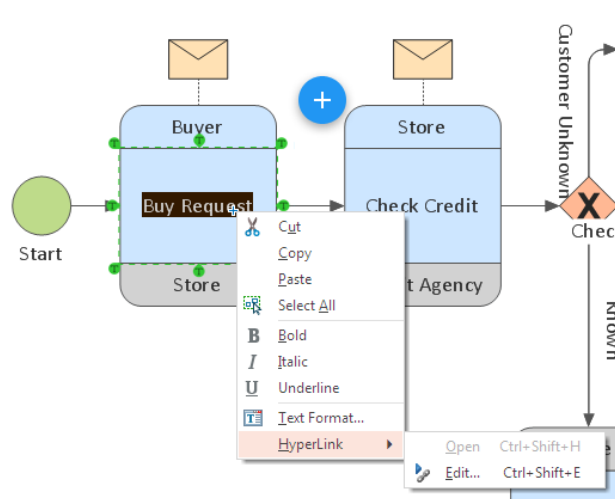 Customer Unknown
Buyer
Store
Buy Request
Check Credit
Start
Store
t Agency
X
Chec
Known
Cut
Copy
Paste
Select All
B Bold
I Italic
U Underline
Text Format...
HyperLink
Open Ctrl+Shift+H
Edit... Ctrl+Shift+E
e